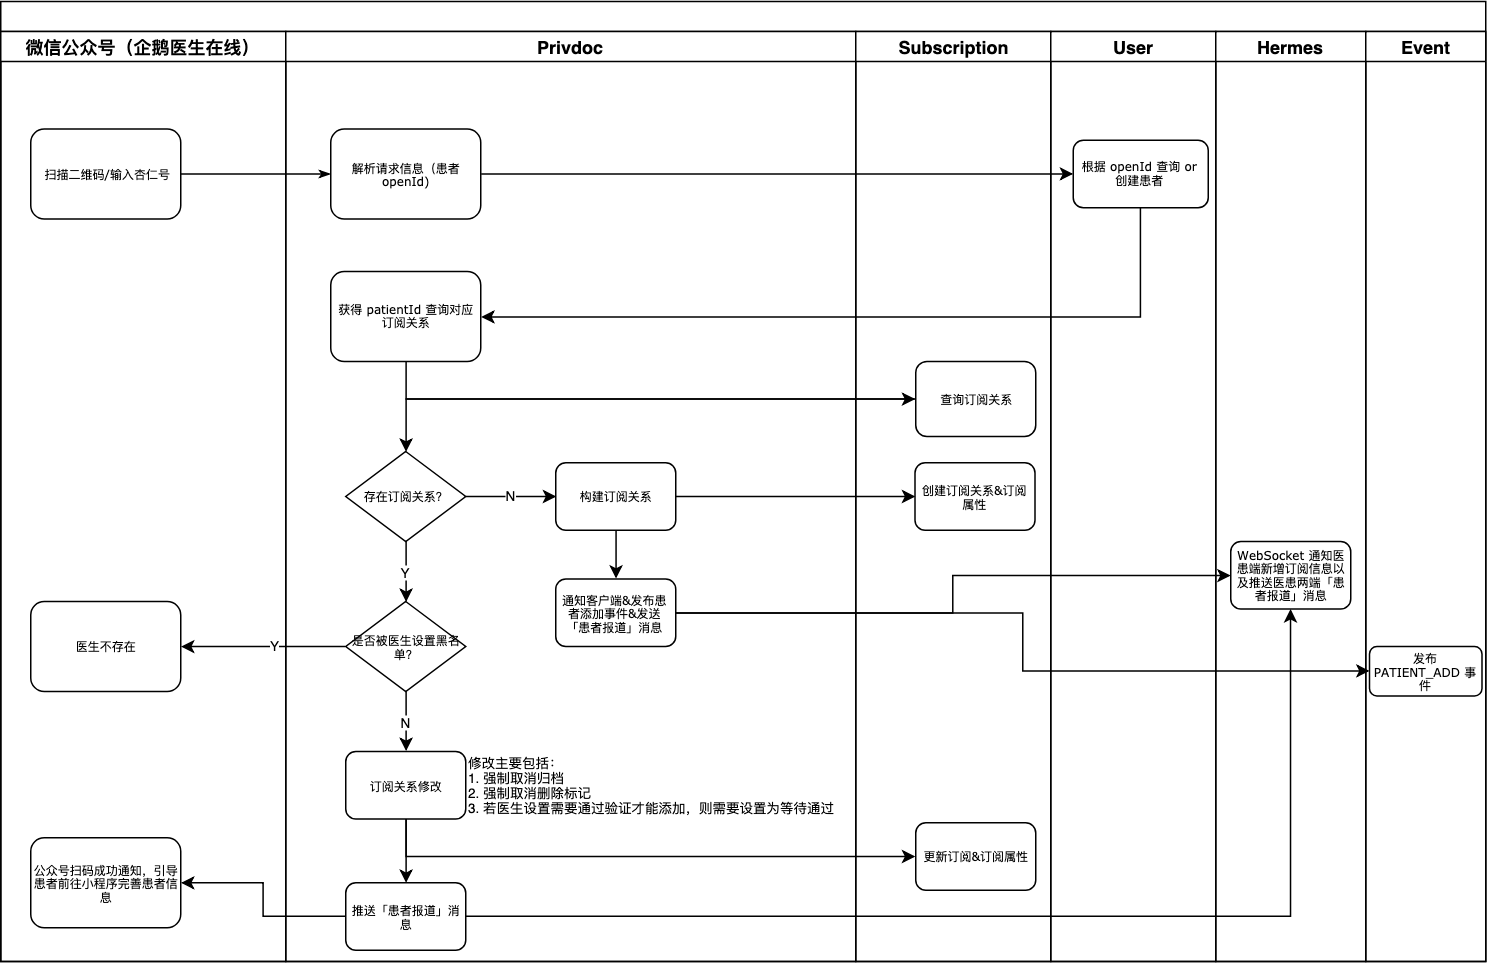 微信公众号（企鹅医生在线）
Privdoc
Subscription
User
Hermes
Event
扫描二维码/输入杏仁号
解析请求信息（患者
openId）
根据 openId 查询 or
创建患者
获得 patientId 查询对应
订阅关系
查询订阅关系
存在订阅关系?
N
构建订阅关系
创建订阅关系&订阅
属性
Y
通知客户端&发布患
者添加事件&发送
「患者报道」消息
WebSocket 通知医
患端新增订阅信息以
及推送医患两端「患
者报道」消息
医生不存在
Y
是否被医生设置黑名
单?
发布
PATIENT_ADD 事
件
N
订阅关系修改
修改主要包括：
1. 强制取消归档
2. 强制取消删除标记
3. 若医生设置需要通过验证才能添加，则需要设置为等待通过
更新订阅&订阅属性
公众号扫码成功通知，引导
患者前往小程序完善患者信
息
推送「患者报道」消
息